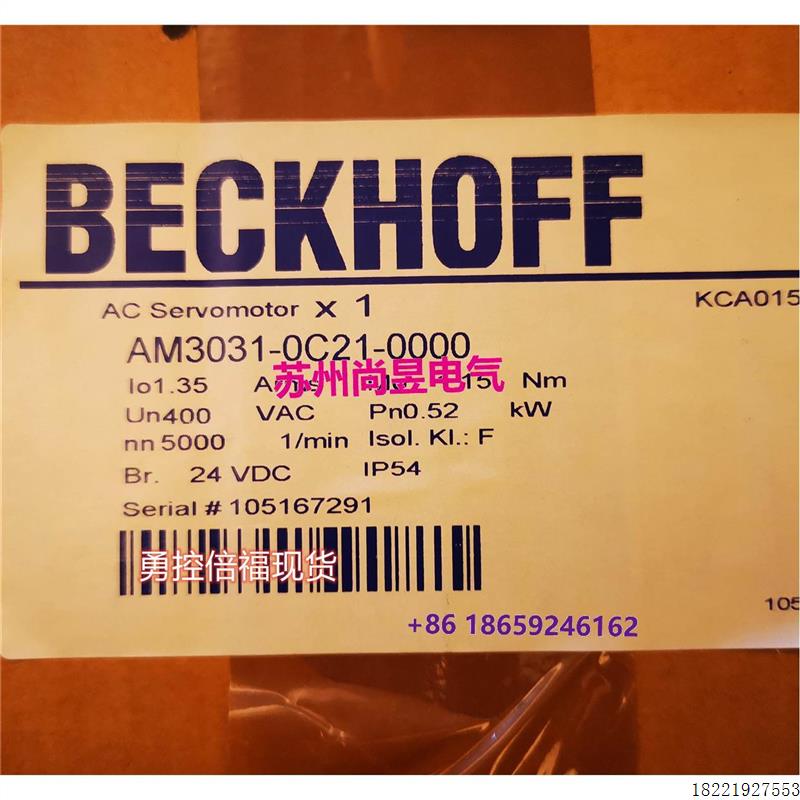 BECKHOFF
AC Servomotor x 1
KCA015
AM3031-0C21-0000
苏州尚昱电气
Io1.35 Nm
Un400 VAC Pn0.52 kW
nn 5000 1/min Isol. Kl.: F
Br. 24 VDC IP54
Serial # 105167291
勇控倍福现货
105
+86 18659246162
18221927553